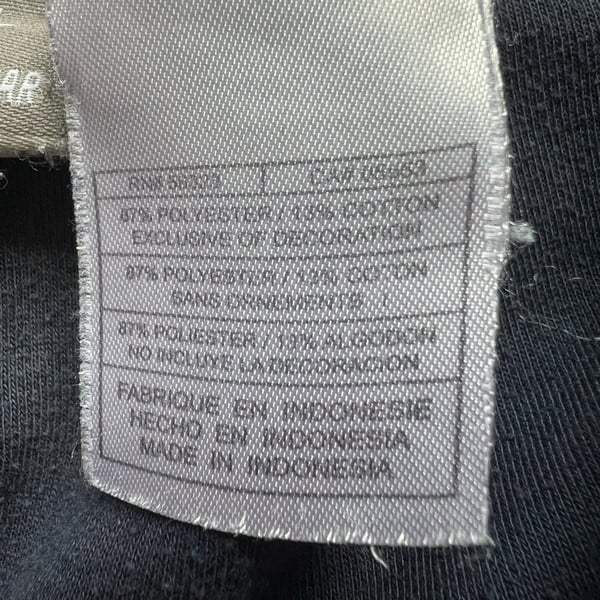 AR
RN# 56323 | CA# 05553
87% POLYESTER / 13% COTTON
EXCLUSIVE OF DECORATION
87% POLYESTER / 13% COTON
SANS ORNEMENTS
87% POLIESTER / 13% ALGODON
NO INCLUYE LA DECORACION
FABRIQUE EN INDONESIE
HECHO EN INDONESIA
MADE IN INDONESIA